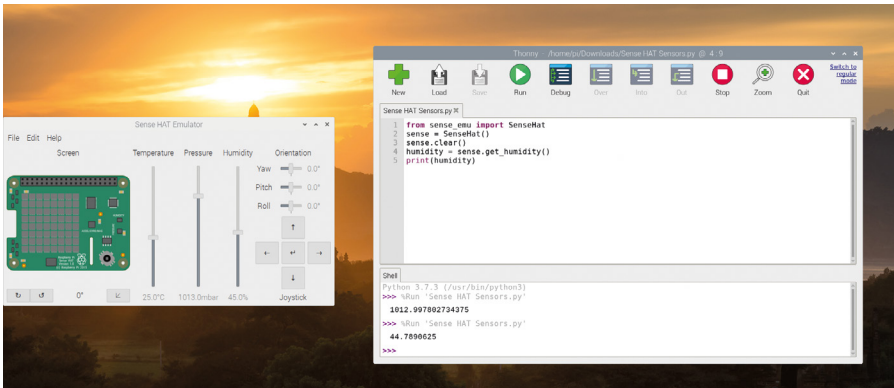 Sense HAT Emulator
File Edit Help
Screen
Temperature Pressure Humidity Orientation
Yaw 0.0°
Pitch 0.0°
Roll 0.0°
0° 25.0°C 1013.0mbar 45.0% Joystick
Thonny - /home/pi/Downloads/Sense HAT Sensors.py @ 4 : 9
New Load Save Run Debug Over Into Out Stop Zoom Quit
Switch to
regular
mode
Sense HAT Sensors.py
1 from sense_emu import SenseHat
2 sense = SenseHat()
3 sense.clear()
4 humidity = sense.get_humidity()
5 print(humidity)
Shell
Python 3.7.3 (/usr/bin/python3)
>>> %Run 'Sense HAT Sensors.py'
1012.997802734375
>>> %Run 'Sense HAT Sensors.py'
44.7890625
>>>